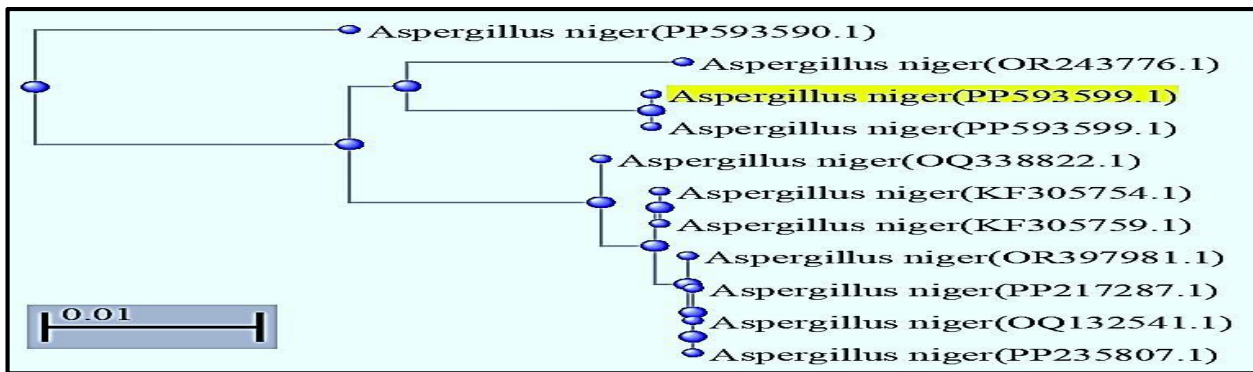 Aspergillus niger(PP593590.1)
Aspergillus niger(OR243776.1)
Aspergillus niger(PP593599.1)
Aspergillus niger(PP593599.1)
Aspergillus niger(OQ338822.1)
Aspergillus niger(KF305754.1)
Aspergillus niger(KF305759.1)
Aspergillus niger(OR397981.1)
Aspergillus niger(PP217287.1)
0.01
Aspergillus niger(OQ132541.1)
Aspergillus niger(PP235807.1)